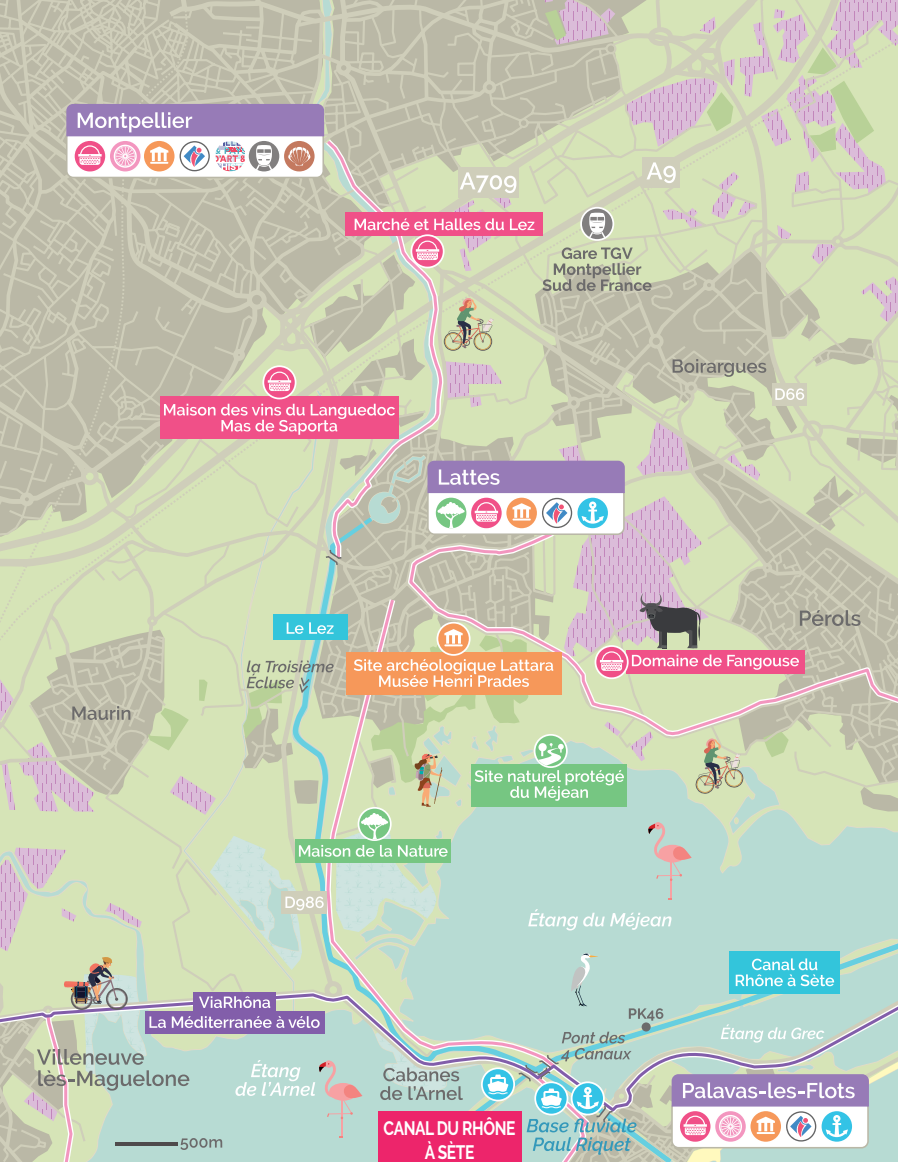 Montpellier
VILLE
D'ART &
HIST
A709
A9
Marché et Halles du Lez
Gare TGV
Montpellier
Sud de France
Boirargues
D66
Maison des vins du Languedoc
Mas de Saporta
Lattes
Le Lez
Pérols
la Troisième
Écluse
Site archéologique Lattara
Musée Henri Prades
Domaine de Fangouse
Maurin
Site naturel protégé
du Méjean
Maison de la Nature
D986
Étang du Méjean
Canal du
Rhône à Sète
ViaRhôna
La Méditerranée à vélo
PK46
Étang du Grec
Pont des
4 Canaux
Villeneuve
lès-Maguelone
Étang
de l'Arnel
Cabanes
de l'Arnel
Palavas-les-Flots
CANAL DU RHÔNE
À SÈTE
Base fluviale
Paul Riquet
500m